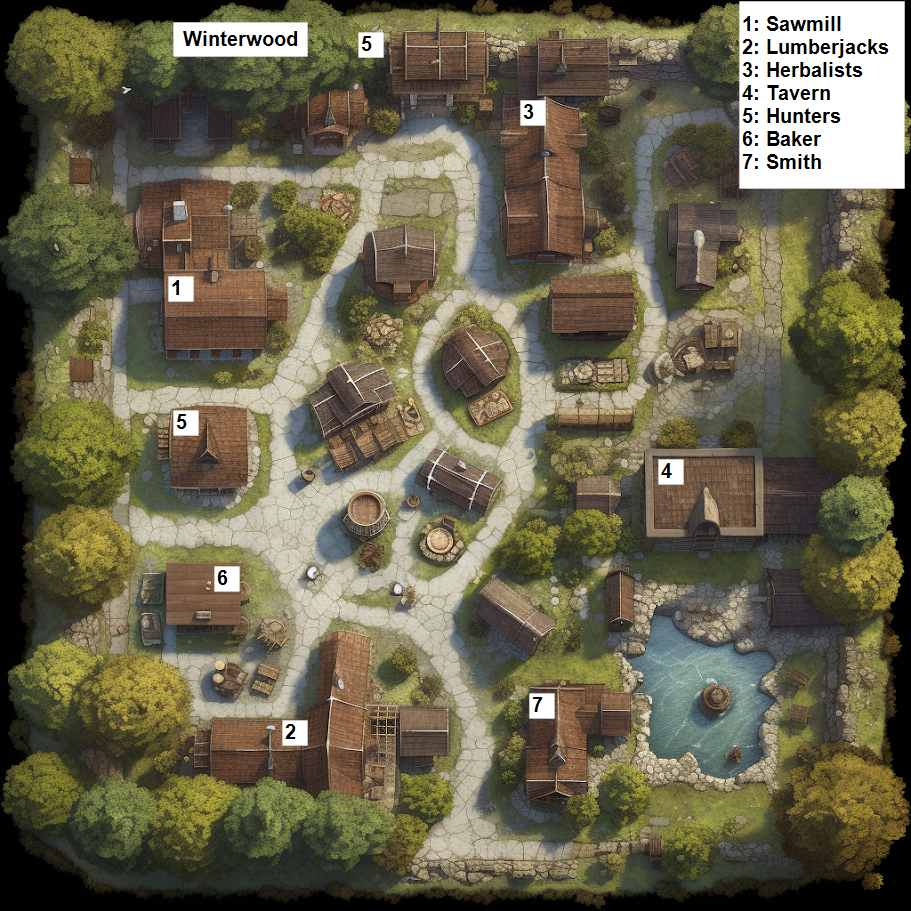 Winterwood
1: Sawmill
2: Lumberjacks
3: Herbalists
4: Tavern
5: Hunters
6: Baker
7: Smith
5
3
1
5
4
6
7
2